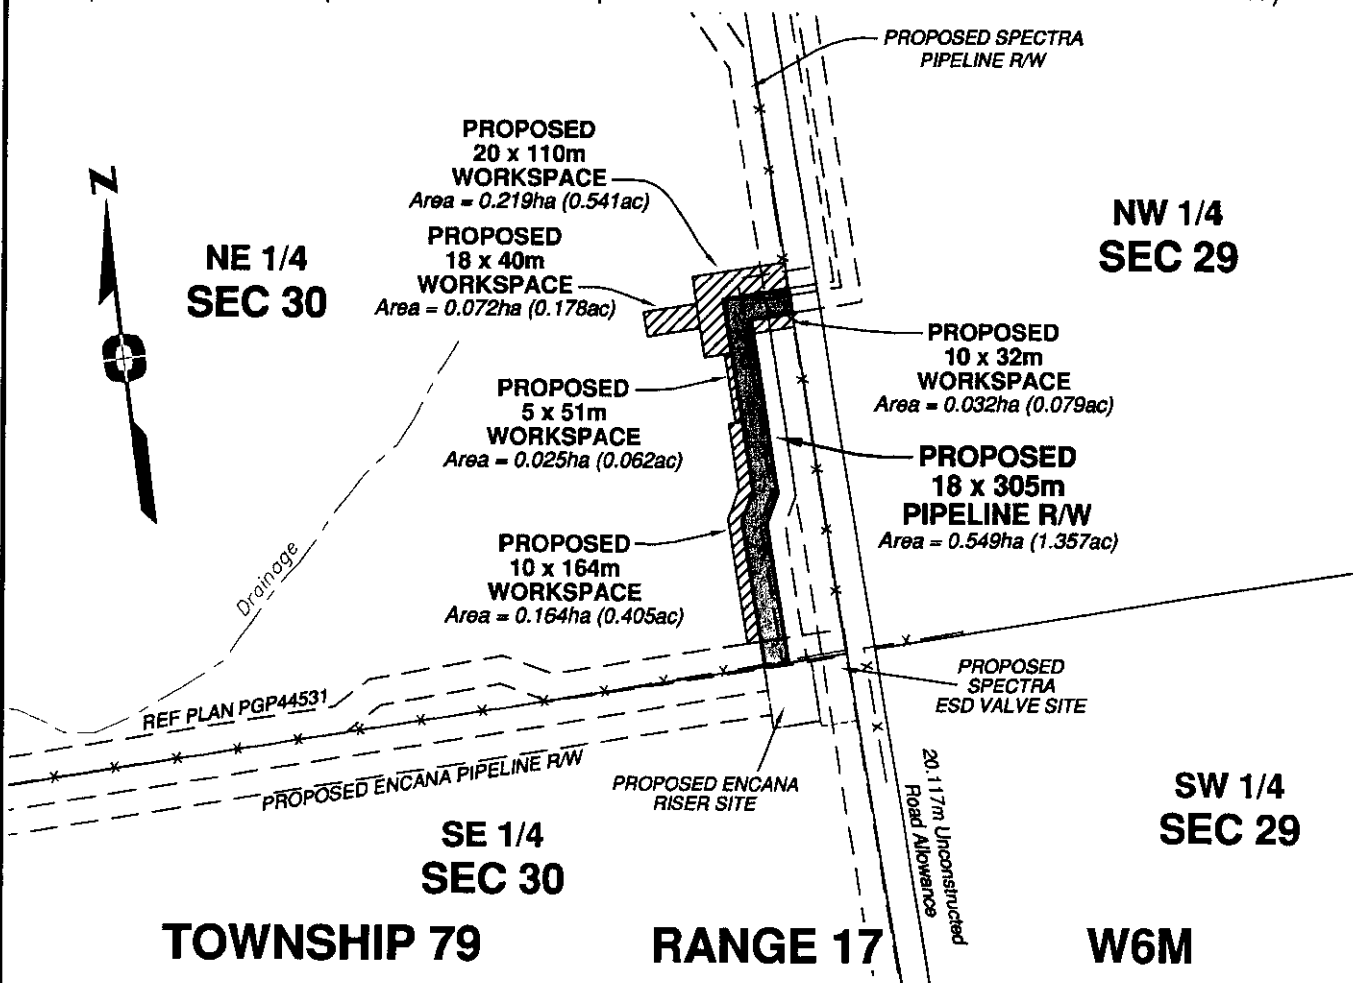 PROPOSED SPECTRA
PIPELINE R/W
PROPOSED
20 x 110m
WORKSPACE
Area = 0.219ha (0.541ac)
N
NE 1/4
SEC 30
PROPOSED
18 x 40m
WORKSPACE
Area = 0.072ha (0.178ac)
NW 1/4
SEC 29
PROPOSED
10 x 32m
WORKSPACE
Area = 0.032ha (0.079ac)
PROPOSED
5 x 51m
WORKSPACE
Area = 0.025ha (0.062ac)
PROPOSED
18 x 305m
PIPELINE R/W
Area = 0.549ha (1.357ac)
PROPOSED
10 x 164m
WORKSPACE
Area = 0.164ha (0.405ac)
Drainage
REF PLAN PGP44531
PROPOSED
SPECTRA
ESD VALVE SITE
PROPOSED ENCANA PIPELINE R/W
PROPOSED ENCANA
RISER SITE
20.117m Unconstructed
Road Allowance
SW 1/4
SEC 29
SE 1/4
SEC 30
TOWNSHIP 79 RANGE 17 W6M